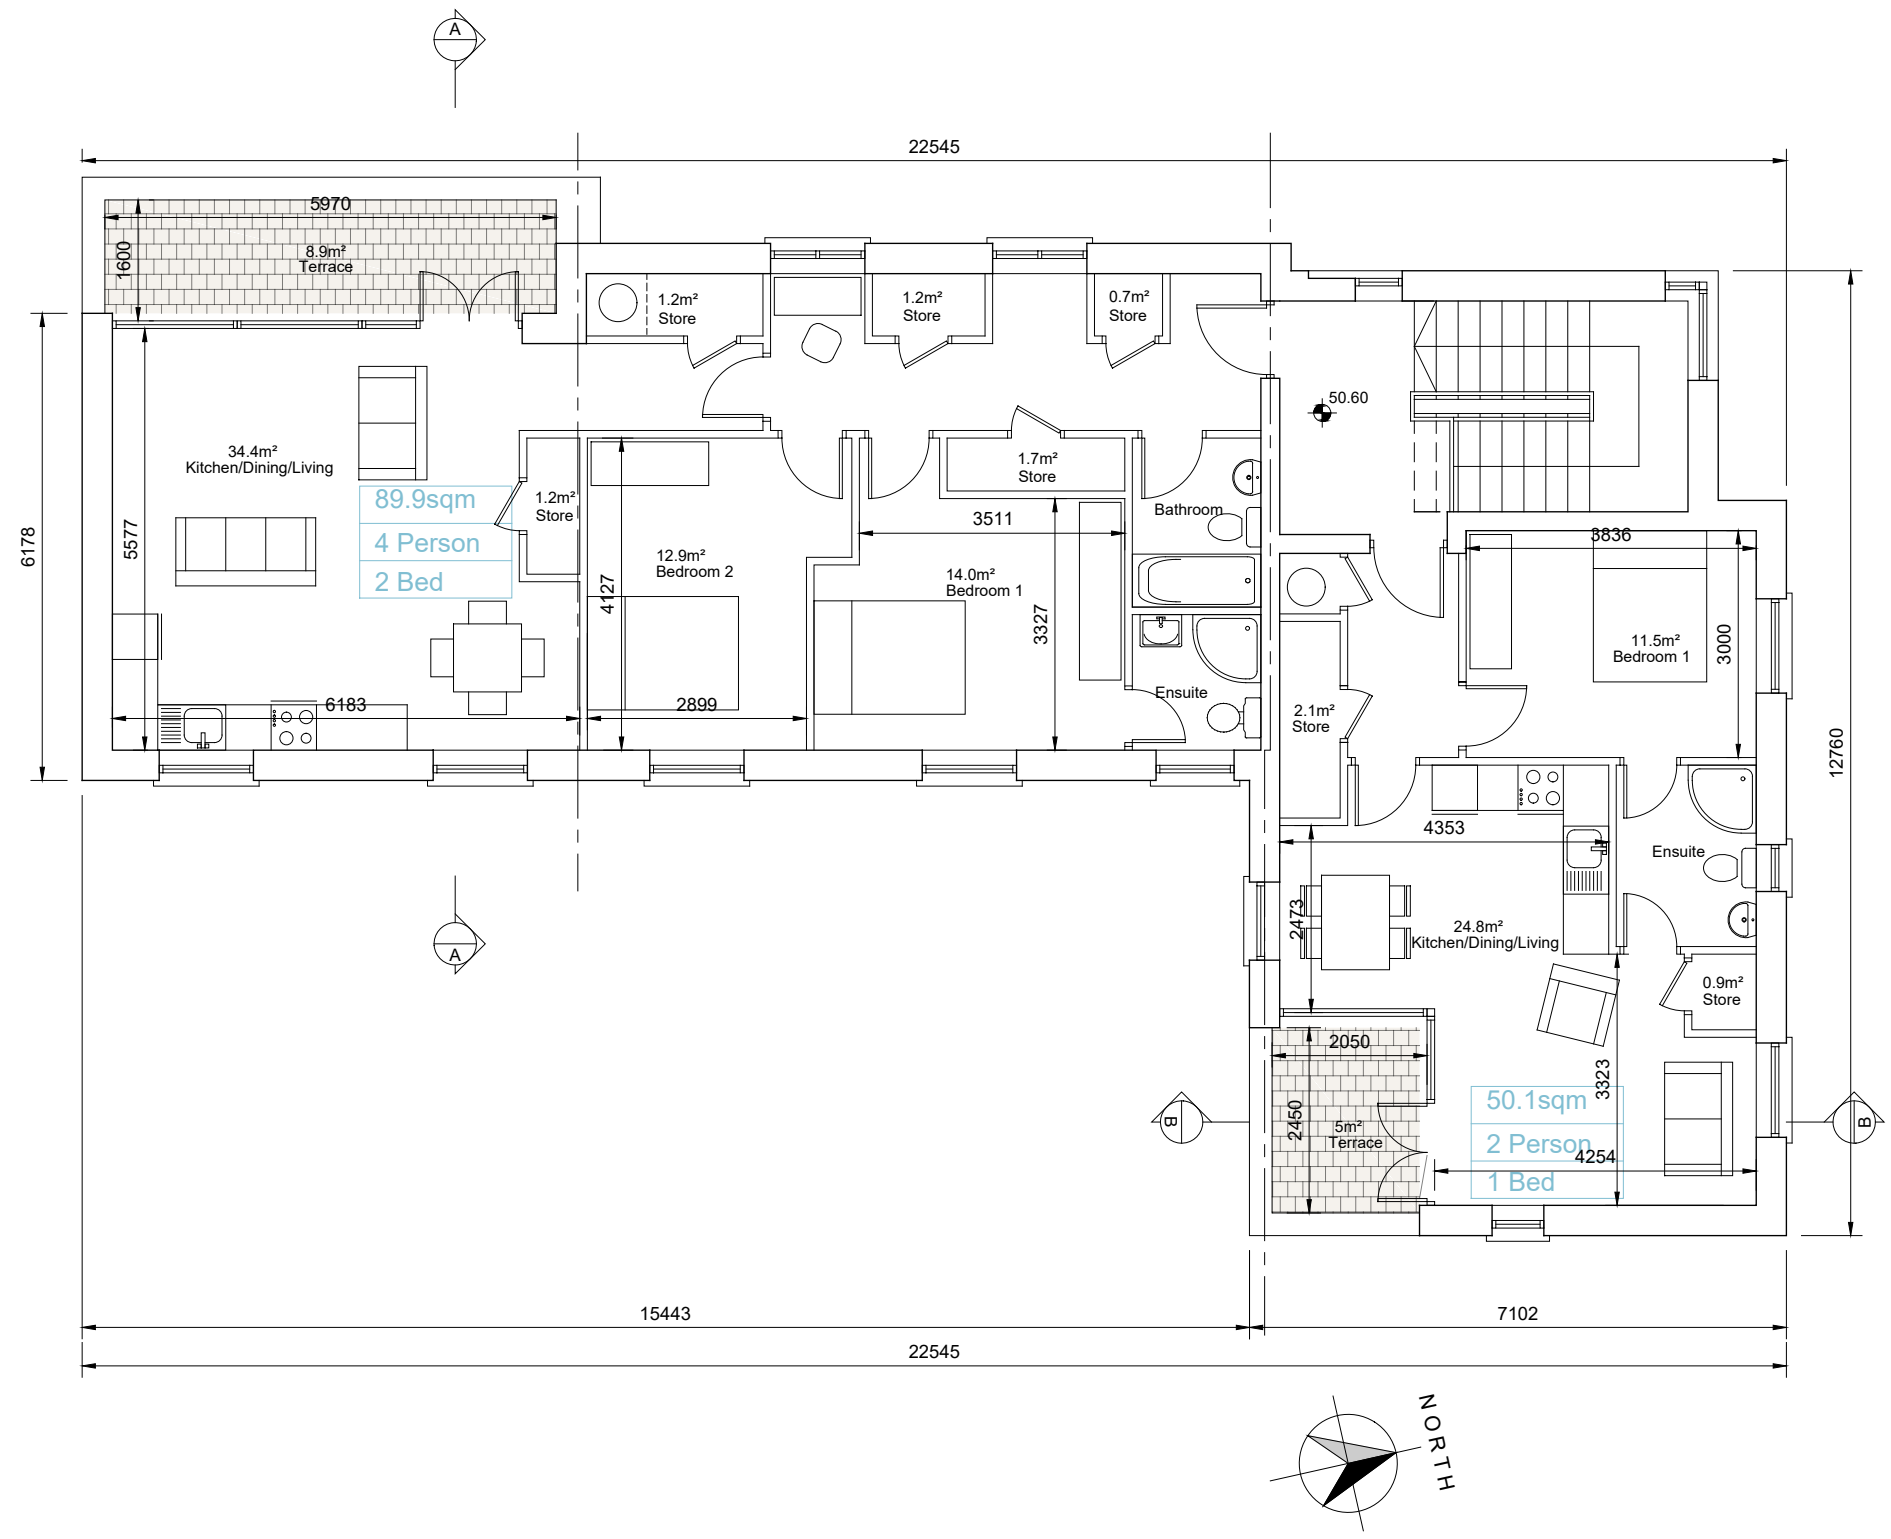 A
22545
5970
1600
8.9m²
Terrace
1.2m²
Store
1.2m²
Store
0.7m²
Store
50.60
34.4m²
Kitchen/Dining/Living
89.9sqm
4 Person
2 Bed
1.2m²
Store
6178
5577
4127
12.9m²
Bedroom 2
3511
1.7m²
Store
Bathroom
14.0m²
Bedroom 1
3327
Ensuite
6183
2899
3836
11.5m²
Bedroom 1
3000
2.1m²
Store
12760
4353
Ensuite
2473
24.8m²
Kitchen/Dining/Living
0.9m²
Store
A
2050
2450
5m²
Terrace
3323
50.1sqm
2 Person
1 Bed
4254
B
B
15443
7102
22545
NORTH